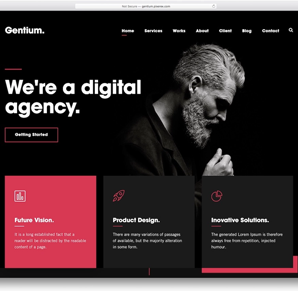 Not Secure — gentium.pixerex.com
Gentium.
Home Services Works About Client Blog Contact
We're a digital
agency.
Getting Started
Future Vision.
It is a long established fact that a
reader will be distracted by the readable
content of a page.
Product Design.
There are many variations of passages
of available, but the majority alteration
in some form.
Inovative Solutions.
The generated Lorem Ipsum is therefore
always free from repetition, injected
humour.